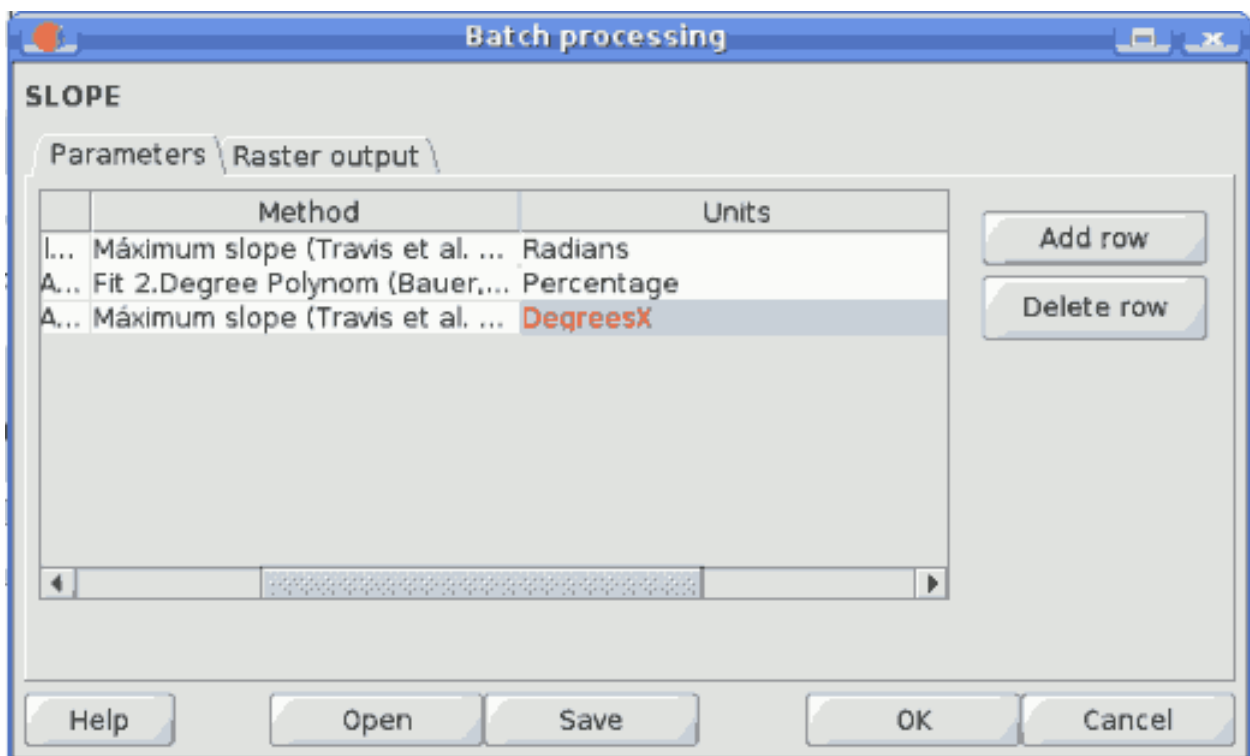 Batch processing
SLOPE
Parameters Raster output
Method Units
l... Máximum slope (Travis et al. ... Radians
A... Fit 2.Degree Polynom (Bauer,... Percentage
A... Máximum slope (Travis et al. ... DegreesX
Add row
Delete row
Help Open Save OK Cancel